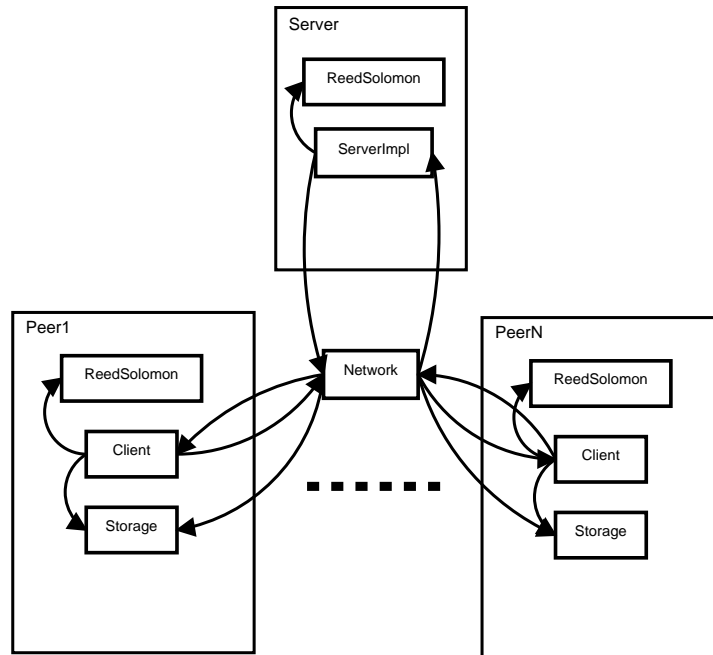 Server
ReedSolomon
ServerImpl
Peer1
ReedSolomon
Client
Storage
Network
PeerN
ReedSolomon
Client
Storage